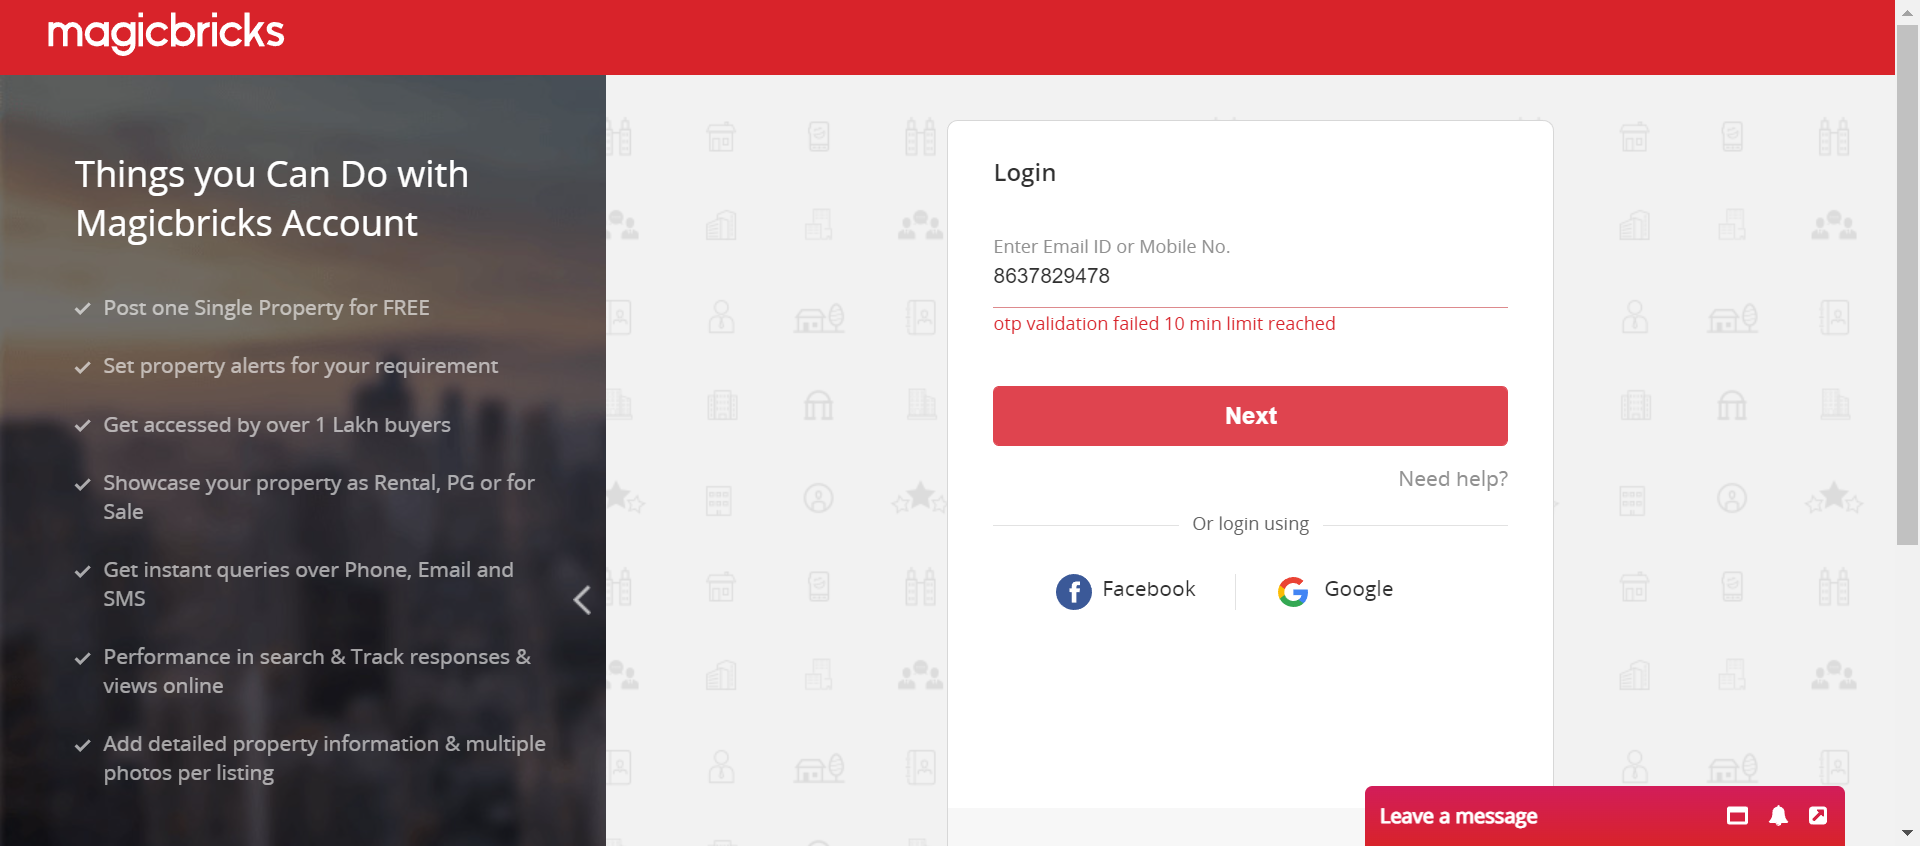 magicbricks
Things you Can Do with
Magicbricks Account
Post one Single Property for FREE
Set property alerts for your requirement
Get accessed by over 1 Lakh buyers
Showcase your property as Rental, PG or for
Sale
Get instant queries over Phone, Email and
SMS
Performance in search & Track responses &
views online
Add detailed property information & multiple
photos per listing
Login
Enter Email ID or Mobile No.
8637829478
otp validation failed 10 min limit reached
Next
Need help?
Or login using
Facebook
Google
Leave a message